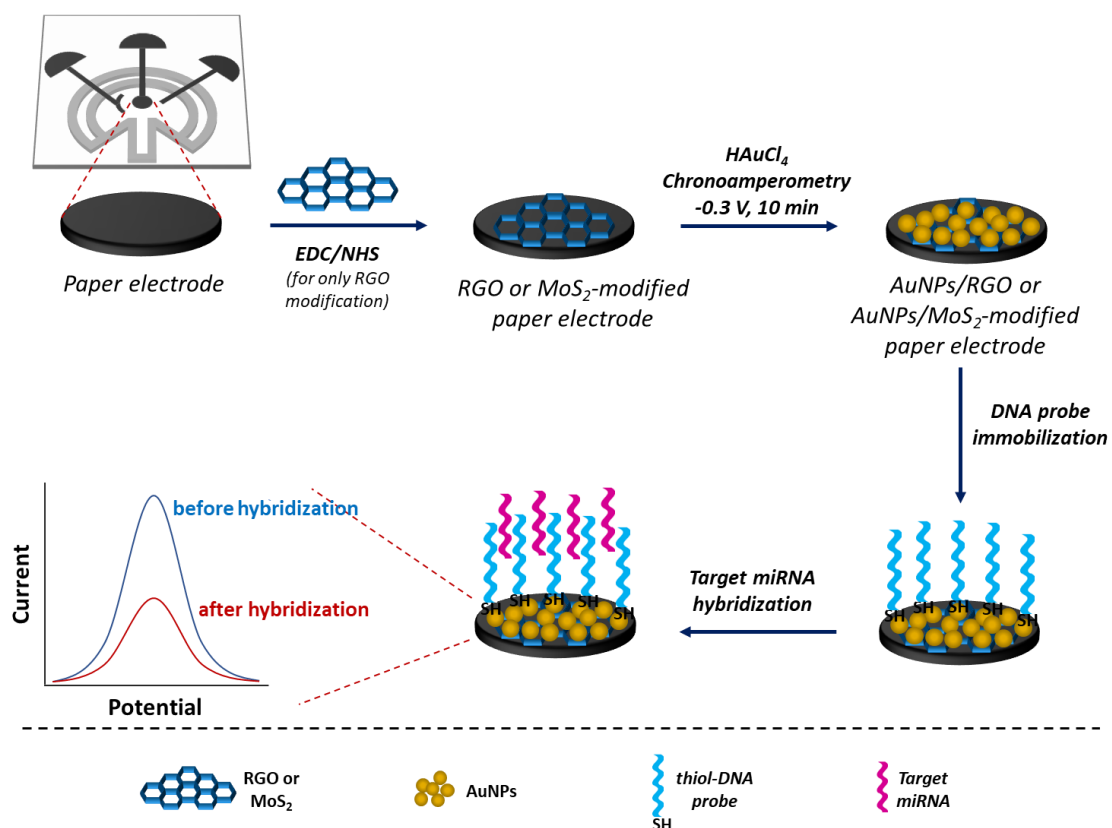 Paper electrode
EDC/NHS
(for only RGO
modification)
RGO or MoS₂-modified
paper electrode
HAuCl₄
Chronoamperometry
-0.3 V, 10 min
AuNPs/RGO or
AuNPs/MoS₂-modified
paper electrode
DNA probe
immobilization
SH SH SH SH SH
Target miRNA
hybridization
SH SH SH SH SH
Current
before hybridization
after hybridization
Potential
RGO or
MoS₂
AuNPs
thiol-DNA
probe
SH
Target
miRNA